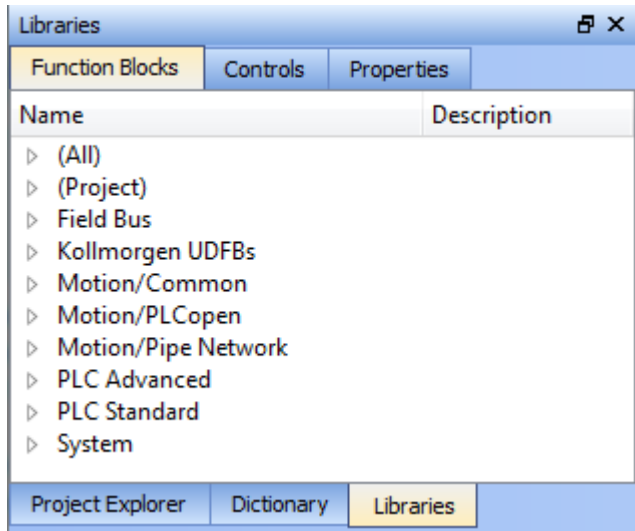 Libraries
Function Blocks Controls Properties
Name Description
(All)
(Project)
Field Bus
Kollmorgen UDFBs
Motion/Common
Motion/PLCopen
Motion/Pipe Network
PLC Advanced
PLC Standard
System
Project Explorer Dictionary Libraries